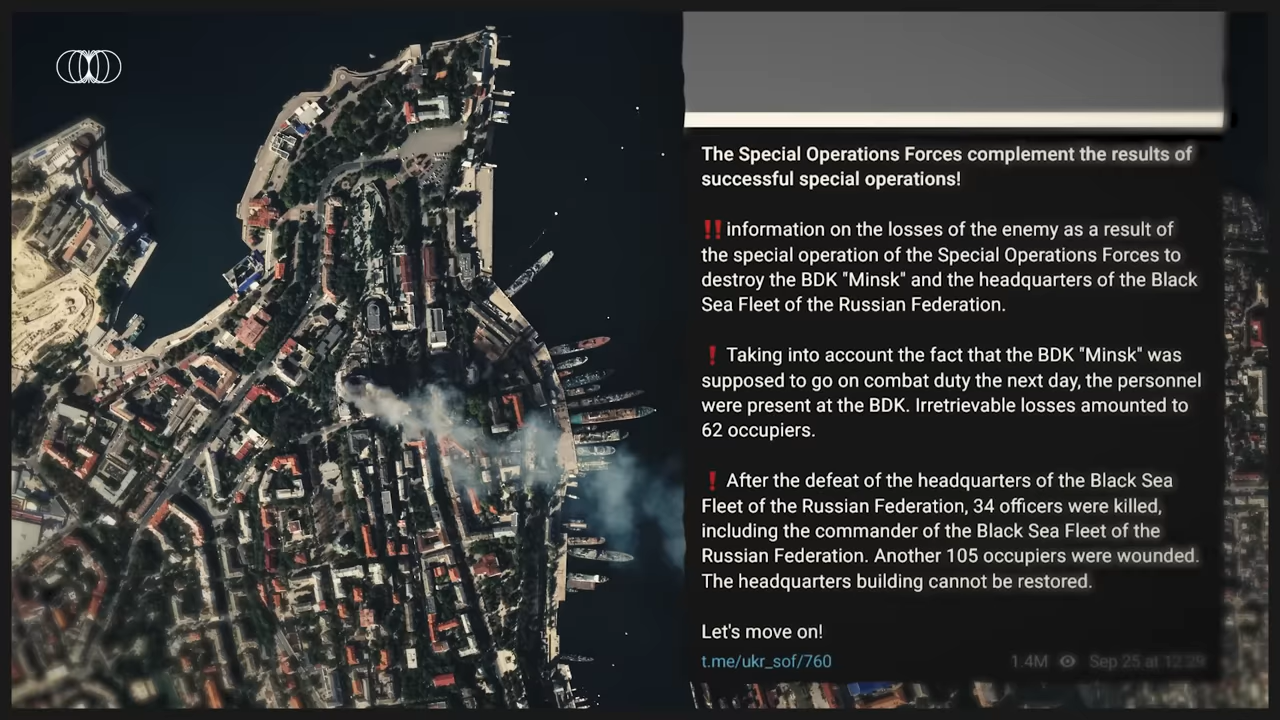 The Special Operations Forces complement the results of
successful special operations!
‼️information on the losses of the enemy as a result of
the special operation of the Special Operations Forces to
destroy the BDK "Minsk" and the headquarters of the Black
Sea Fleet of the Russian Federation.
❗ Taking into account the fact that the BDK "Minsk" was
supposed to go on combat duty the next day, the personnel
were present at the BDK. Irretrievable losses amounted to
62 occupiers.
❗ After the defeat of the headquarters of the Black Sea
Fleet of the Russian Federation, 34 officers were killed,
including the commander of the Black Sea Fleet of the
Russian Federation. Another 105 occupiers were wounded.
The headquarters building cannot be restored.
Let's move on!
t.me/ukr_sof/760 1.4M Sep 25 at 12:29